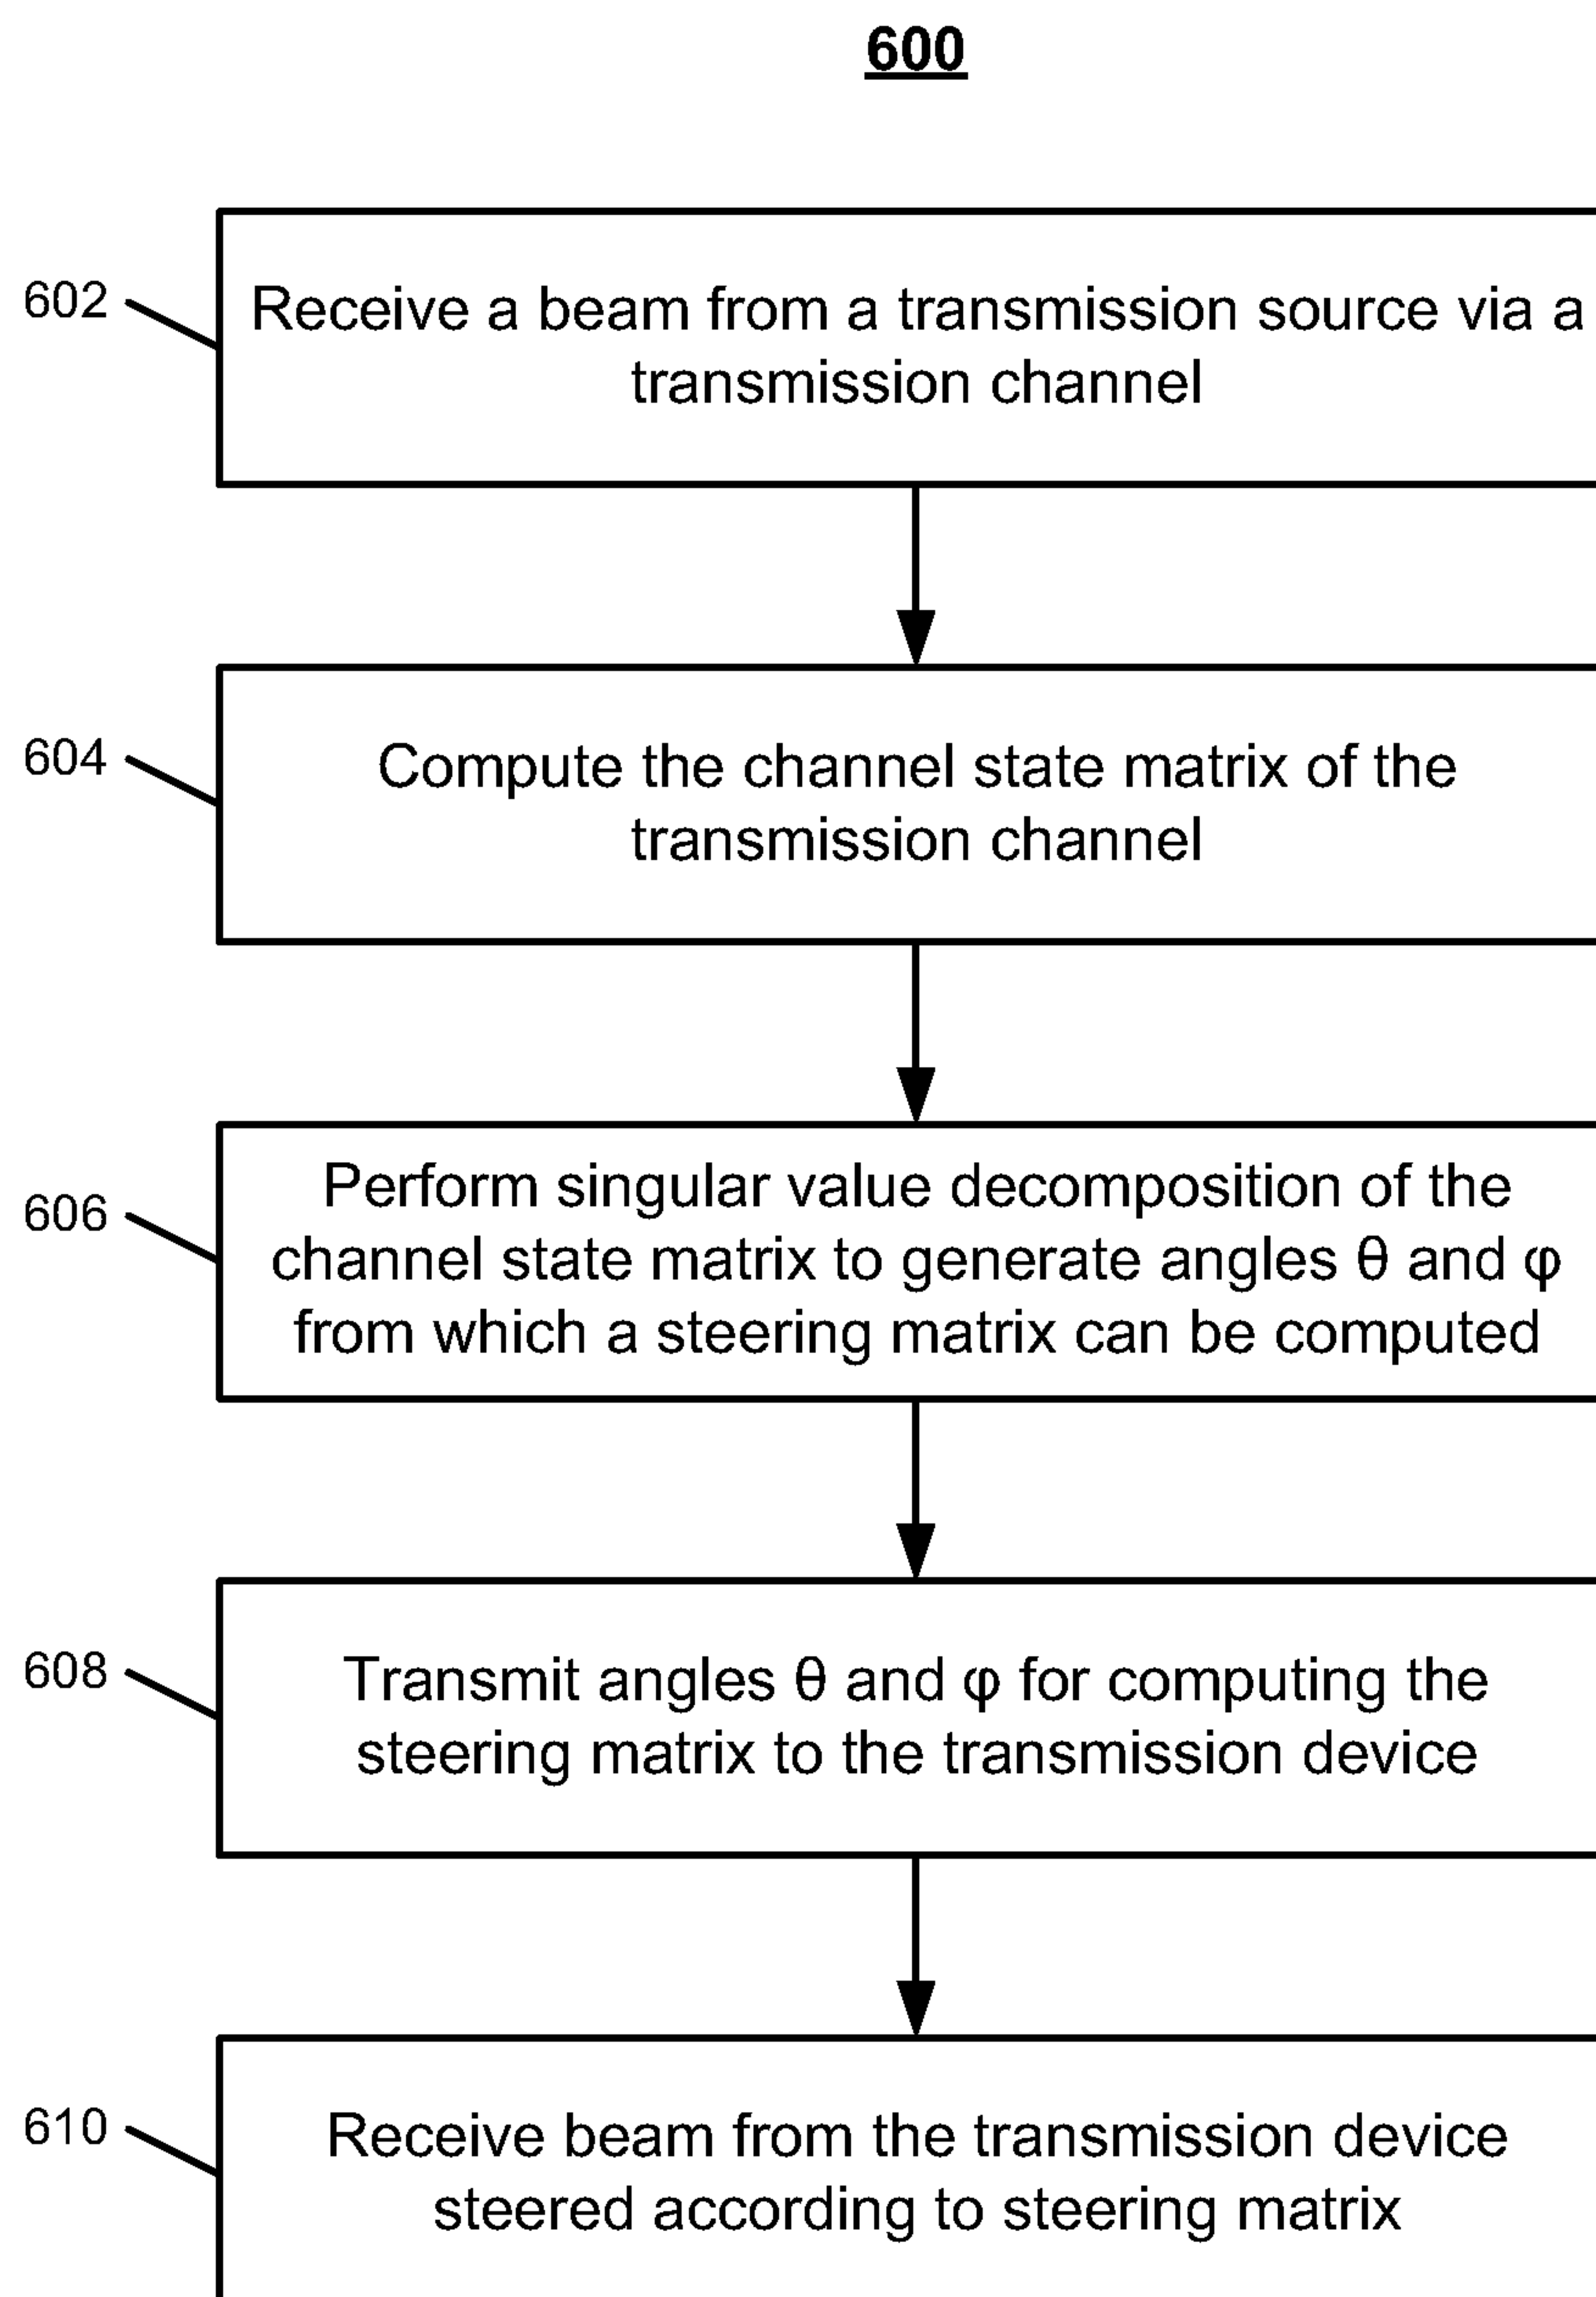 600
602
Receive a beam from a transmission source via a
transmission channel
604
Compute the channel state matrix of the
transmission channel
606
Perform singular value decomposition of the
channel state matrix to generate angles θ and φ
from which a steering matrix can be computed
608
Transmit angles θ and φ for computing the
steering matrix to the transmission device
610
Receive beam from the transmission device
steered according to steering matrix